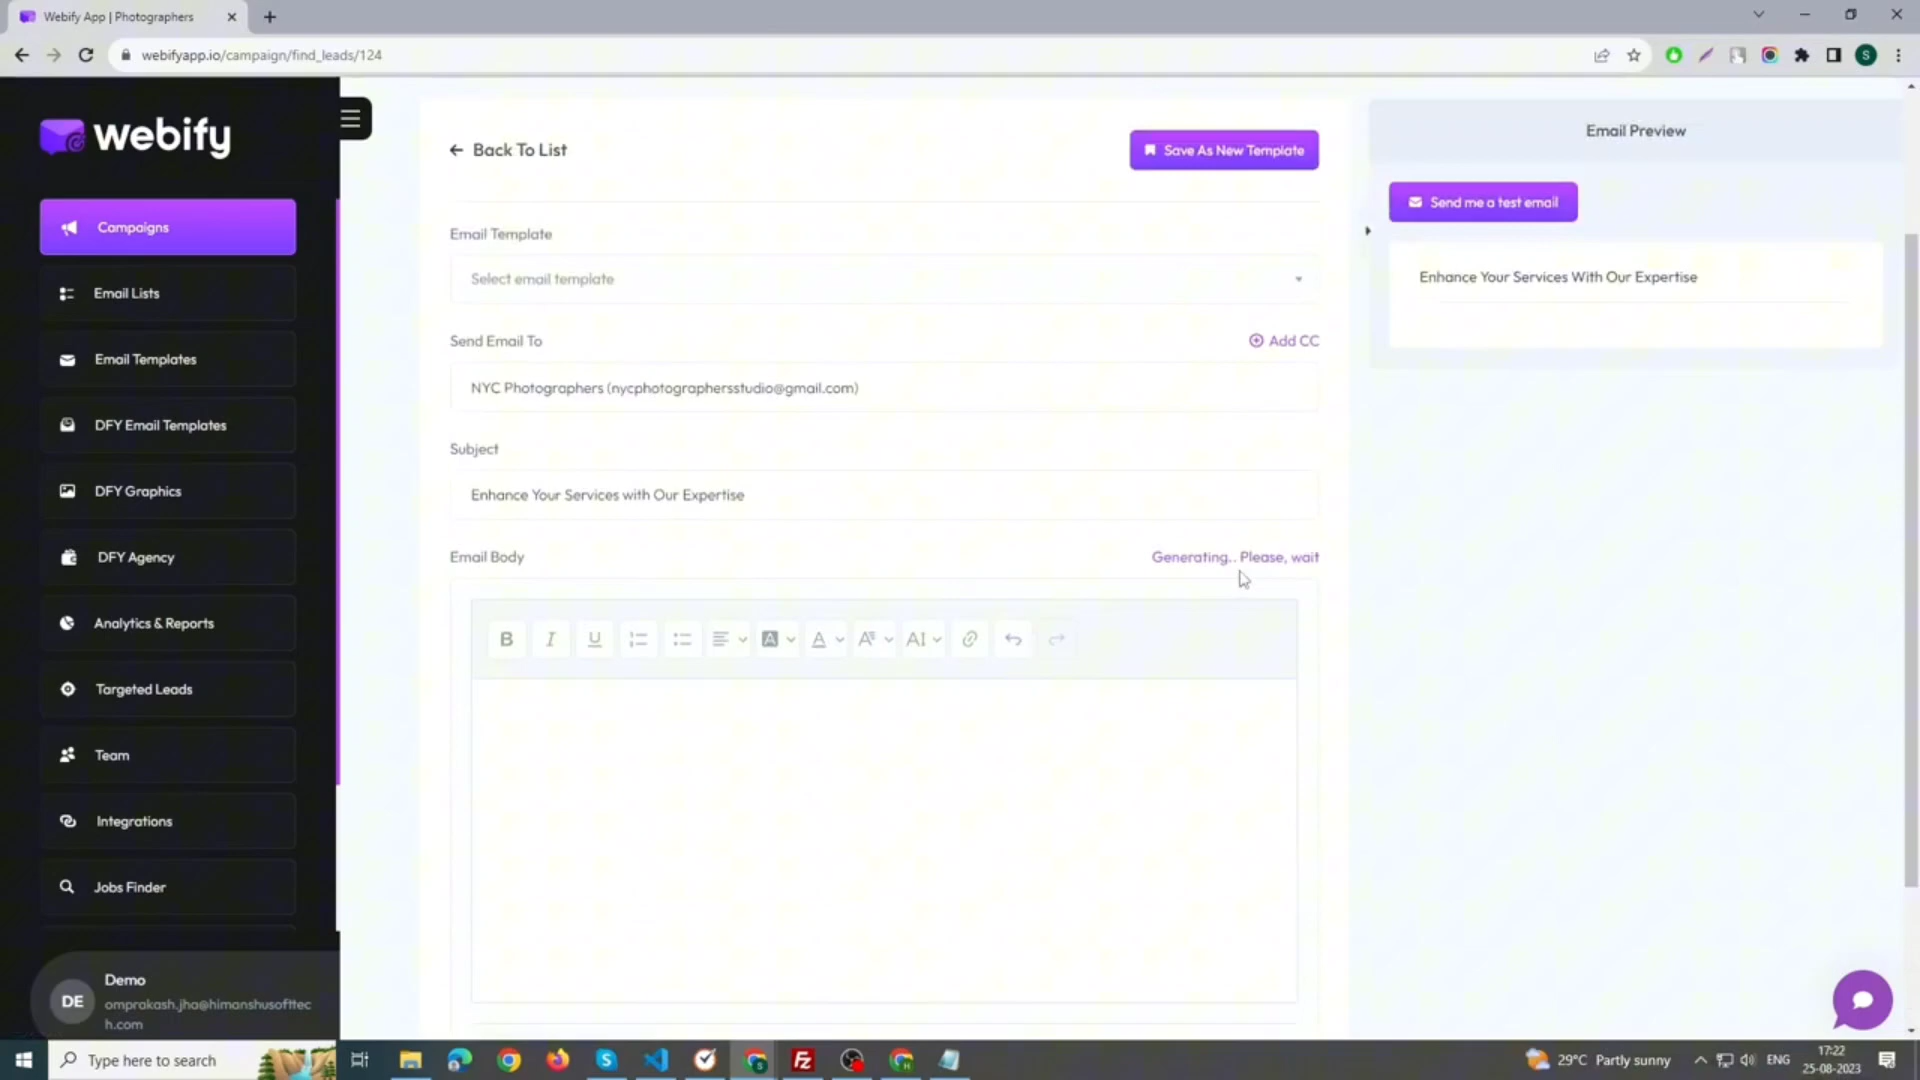 Webify App | Photographers
webifyapp.io/campaign/find_leads/124
S
webify
Campaigns
Email Lists
Email Templates
DFY Email Templates
DFY Graphics
DFY Agency
Analytics & Reports
Targeted Leads
Team
Integrations
Jobs Finder
DE
Demo
omprakash.jha@himanshusofttec
h.com
Back To List
Save As New Template
Email Template
Select email template
Send Email To
Add CC
NYC Photographers (nycphotographersstudio@gmail.com)
Subject
Enhance Your Services with Our Expertise
Email Body
Generating.. Please, wait
B I U A A A AI
Email Preview
Send me a test email
Enhance Your Services With Our Expertise
Type here to search
29°C Partly sunny
ENG
17:22
25-08-2023